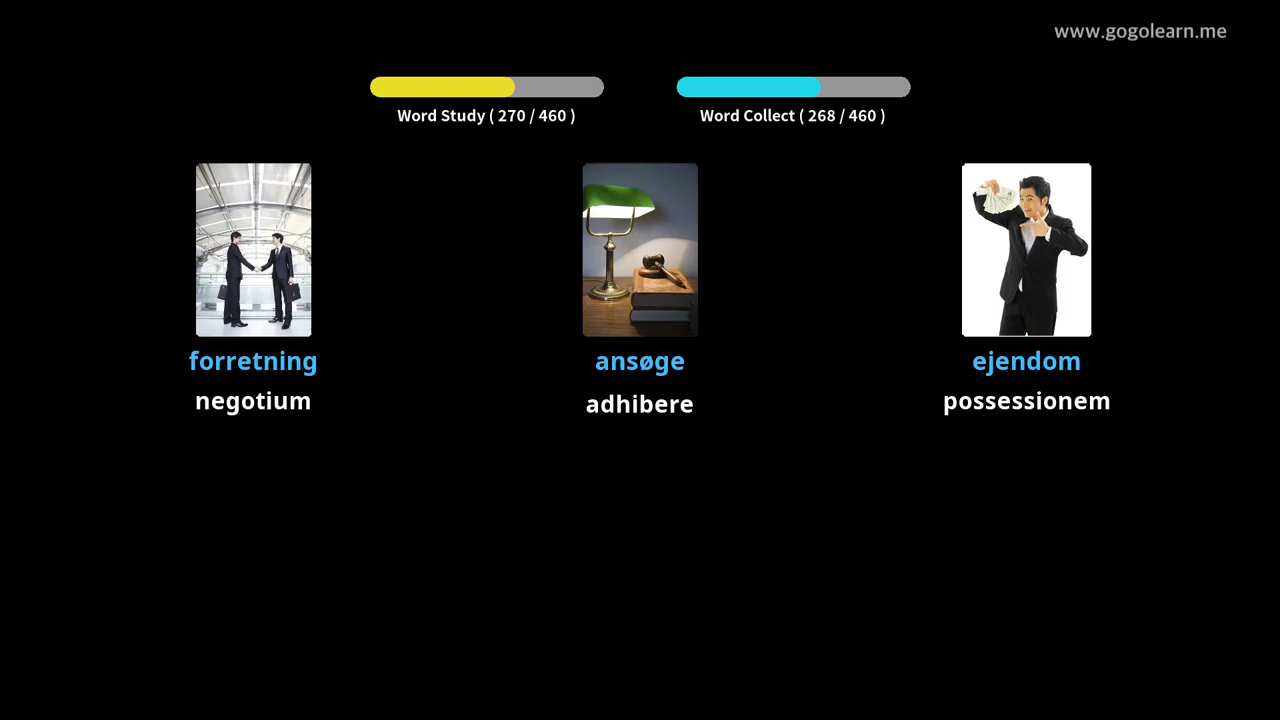 www.gogolearn.me
Word Study ( 270 / 460 )
Word Collect ( 268 / 460 )
forretning
ansøge
ejendom
negotium
adhibere
possessionem